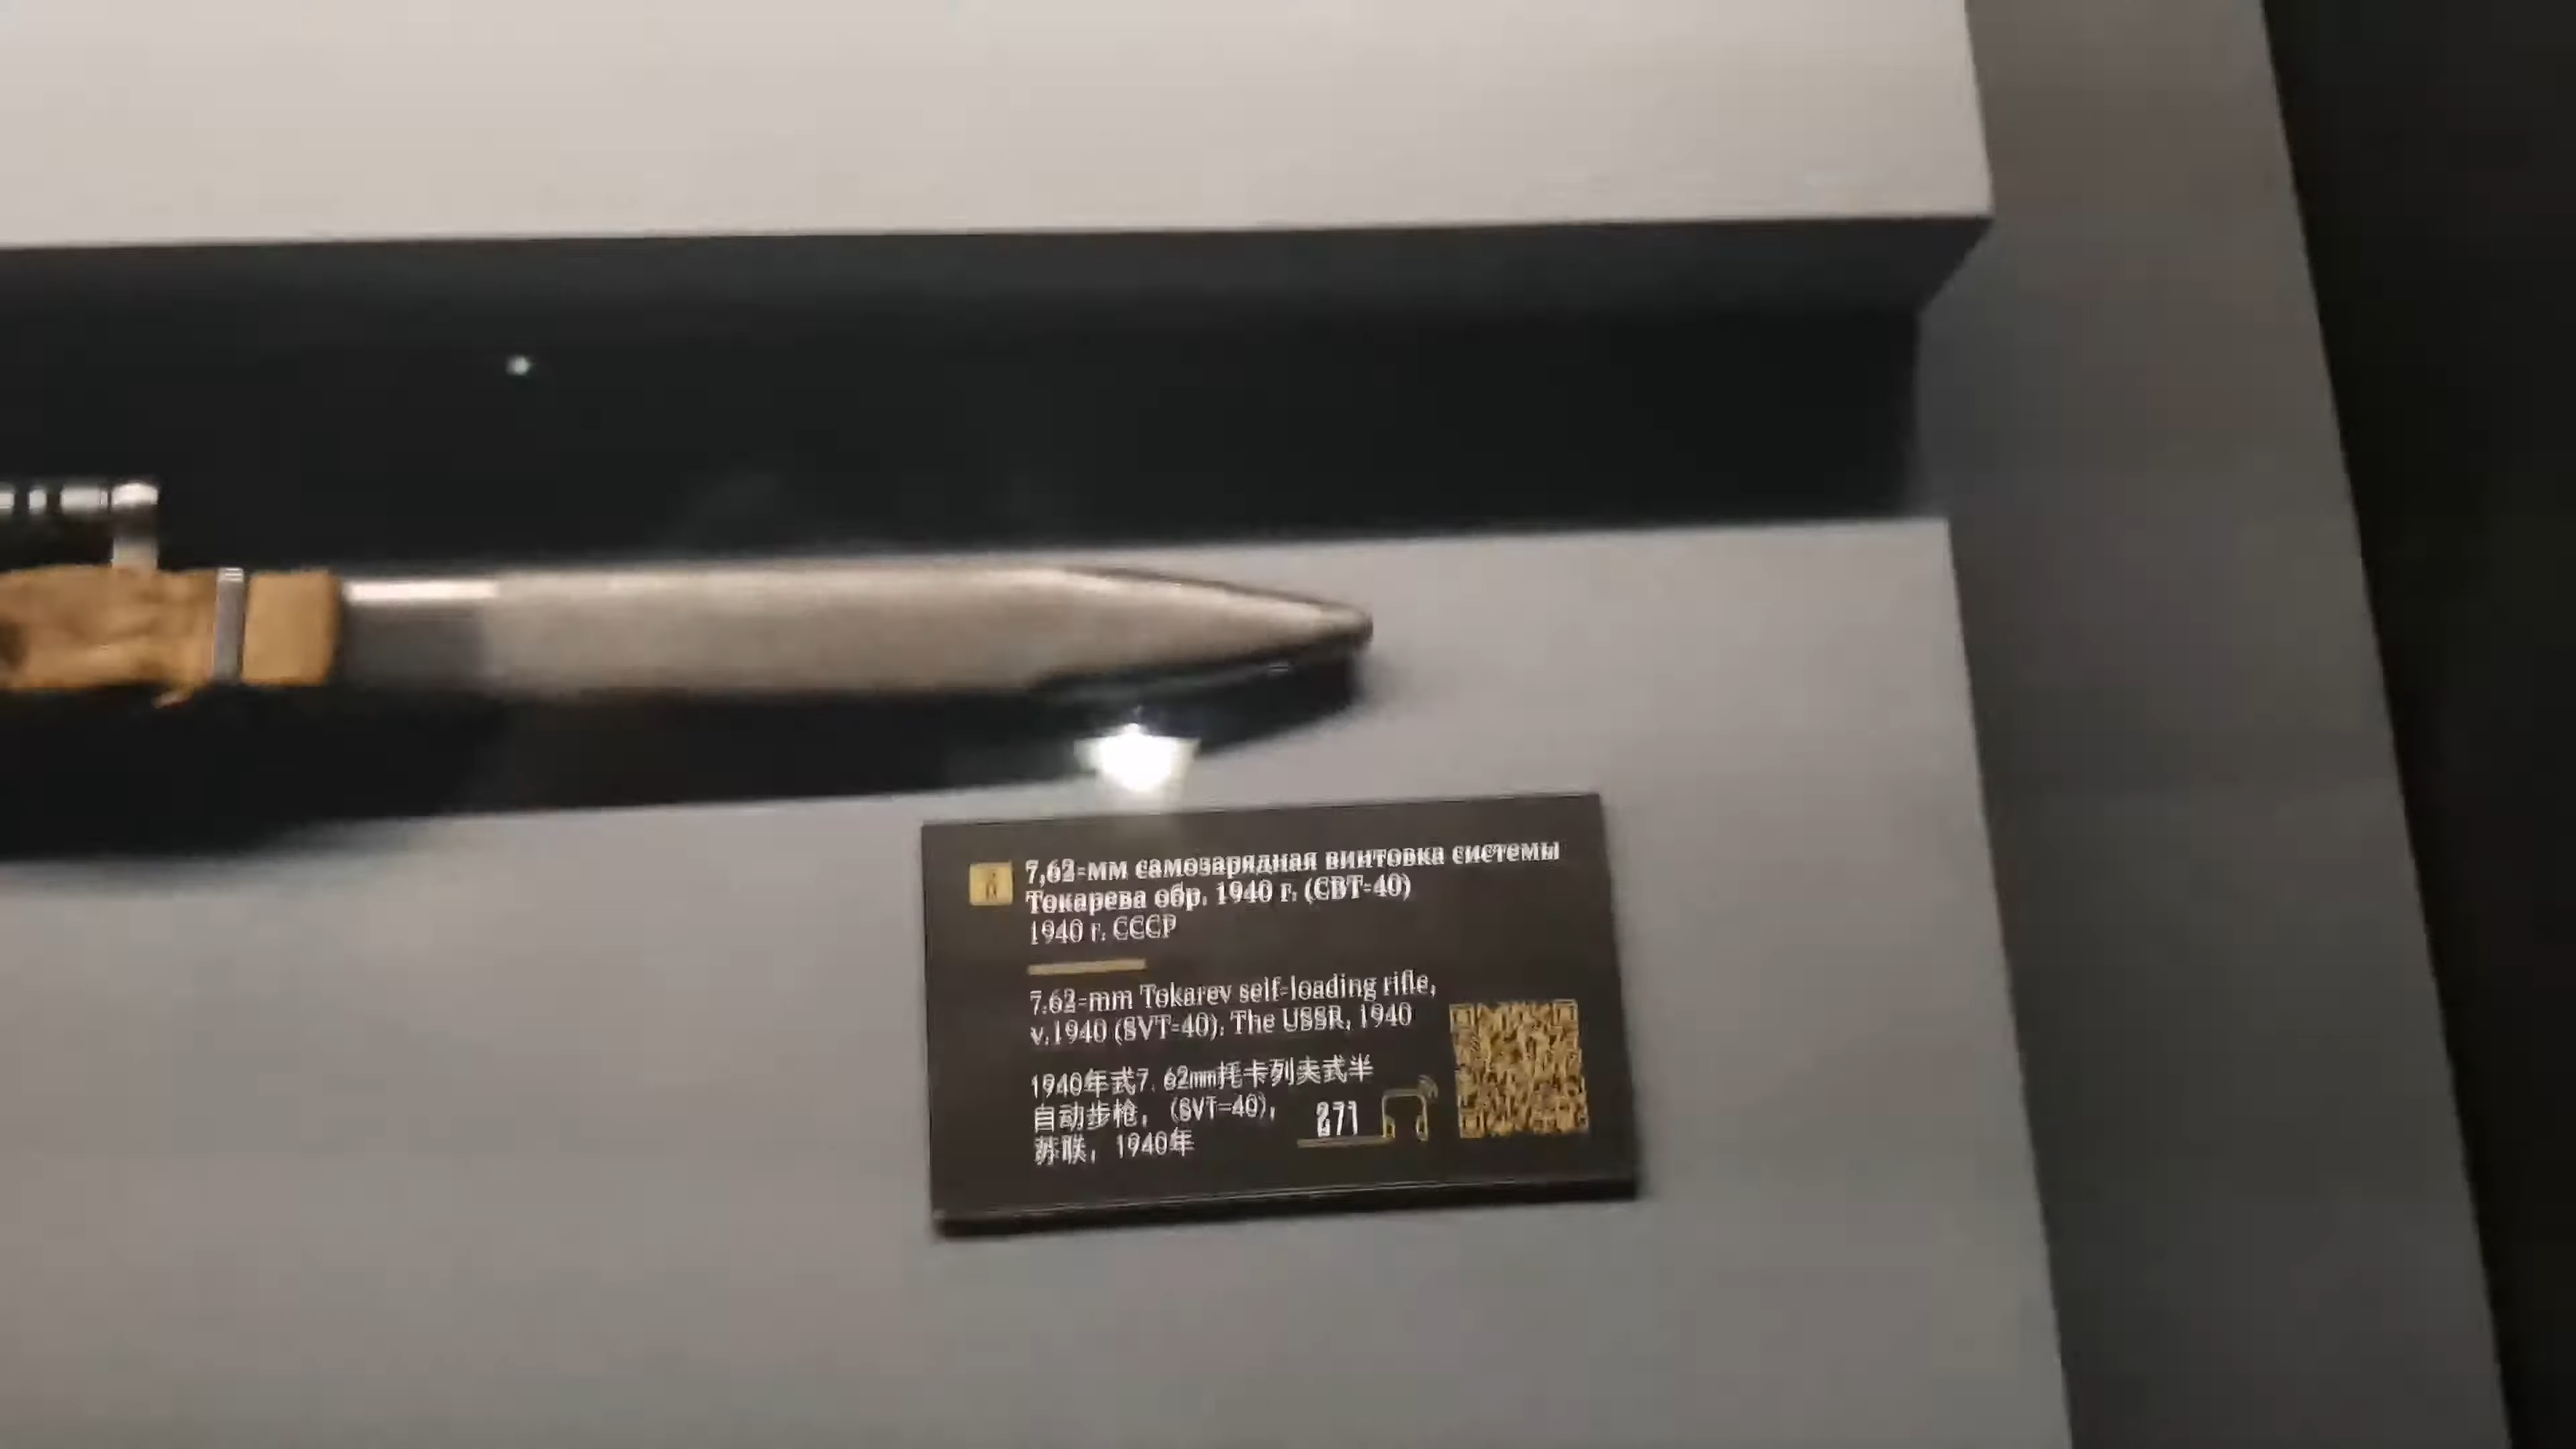 7,62-мм самозарядная винтовка системы
Токарева обр. 1940 г. (СВТ-40)
1940 г. СССР
7.62-mm Tokarev self-loading rifle,
v.1940 (SVT-40). The USSR, 1940
1940年式7. 62mm托卡列夫式半
自动步枪， (SVT-40)，
苏联， 1940年
271